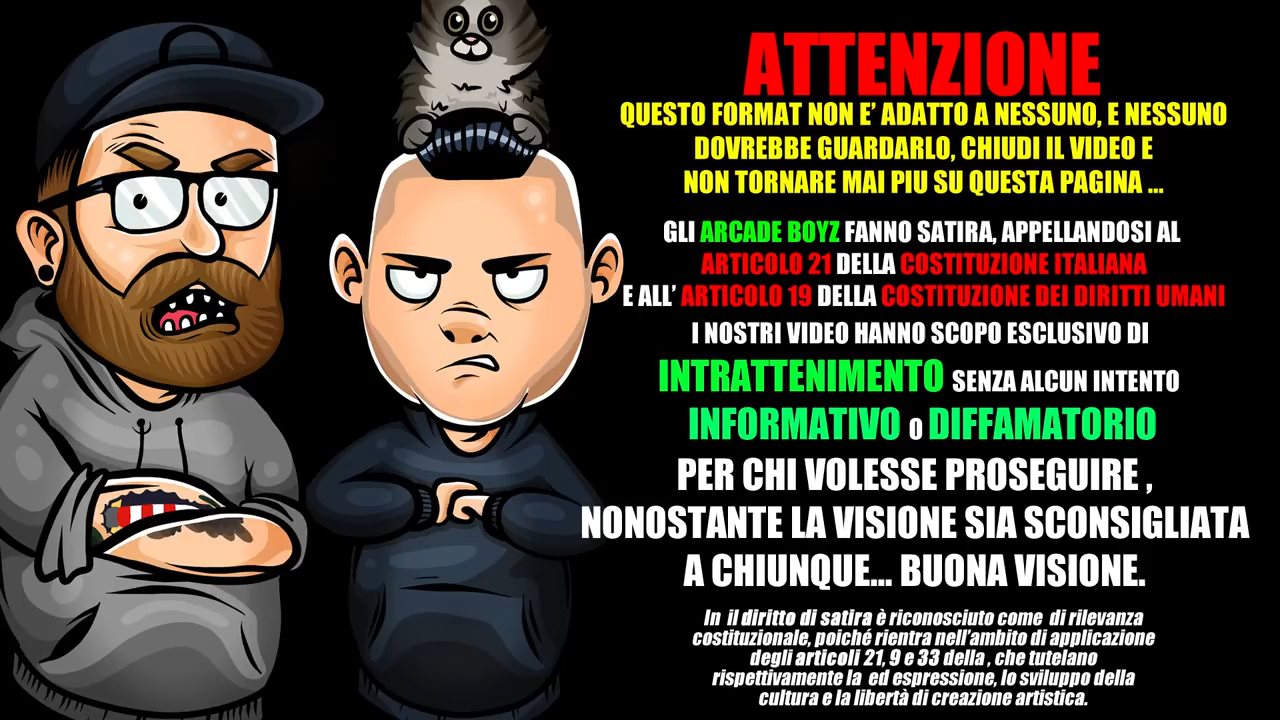 ATTENZIONE
QUESTO FORMAT NON E' ADATTO A NESSUNO, E NESSUNO
DOVREBBE GUARDARLO, CHIUDI IL VIDEO E
NON TORNARE MAI PIU SU QUESTA PAGINA ...
GLI ARCADE BOYZ FANNO SATIRA, APPELLANDOSI AL
ARTICOLO 21 DELLA COSTITUZIONE ITALIANA
E ALL' ARTICOLO 19 DELLA COSTITUZIONE DEI DIRITTI UMANI
I NOSTRI VIDEO HANNO SCOPO ESCLUSIVO DI
INTRATTENIMENTO SENZA ALCUN INTENTO
INFORMATIVO O DIFFAMATORIO
PER CHI VOLESSE PROSEGUIRE ,
NONOSTANTE LA VISIONE SIA SCONSIGLIATA
A CHIUNQUE... BUONA VISIONE.
In il diritto di satira è riconosciuto come di rilevanza
costituzionale, poiché rientra nell'ambito di applicazione
degli articoli 21, 9 e 33 della , che tutelano
rispettivamente la ed espressione, lo sviluppo della
cultura e la libertà di creazione artistica.